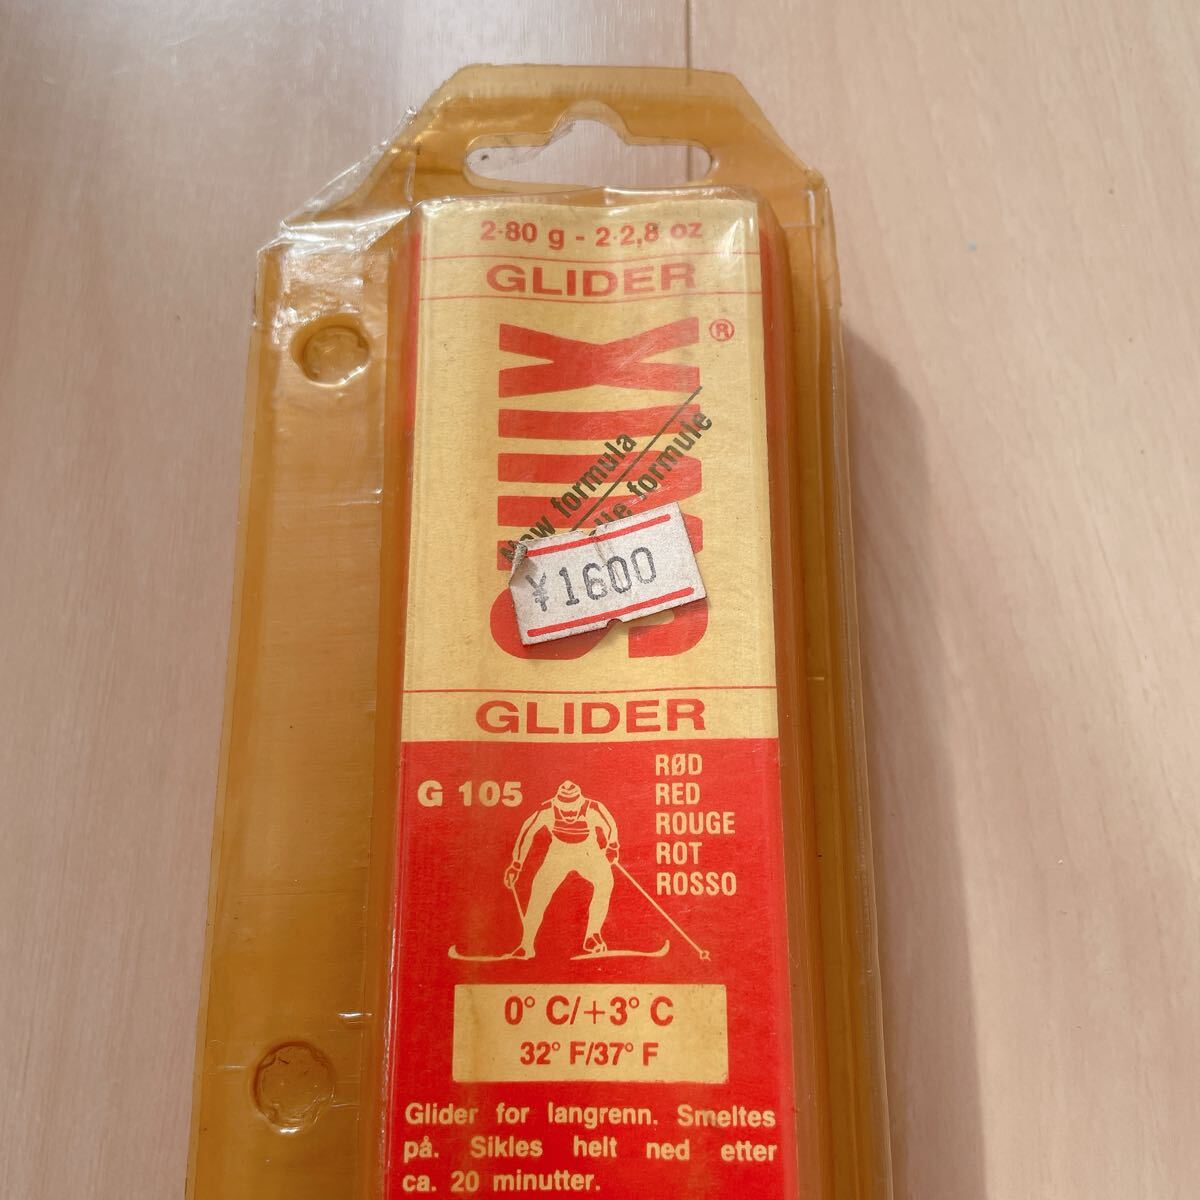 2·80 g - 2·2,8 oz
GLIDER
SWIX®
New formula
formule
¥1600
GLIDER
G 105
RØD
RED
ROUGE
ROT
ROSSO
0° C/+3° C
32° F/37° F
Glider for langrenn. Smeltes
på. Sikles helt ned etter
ca. 20 minutter.